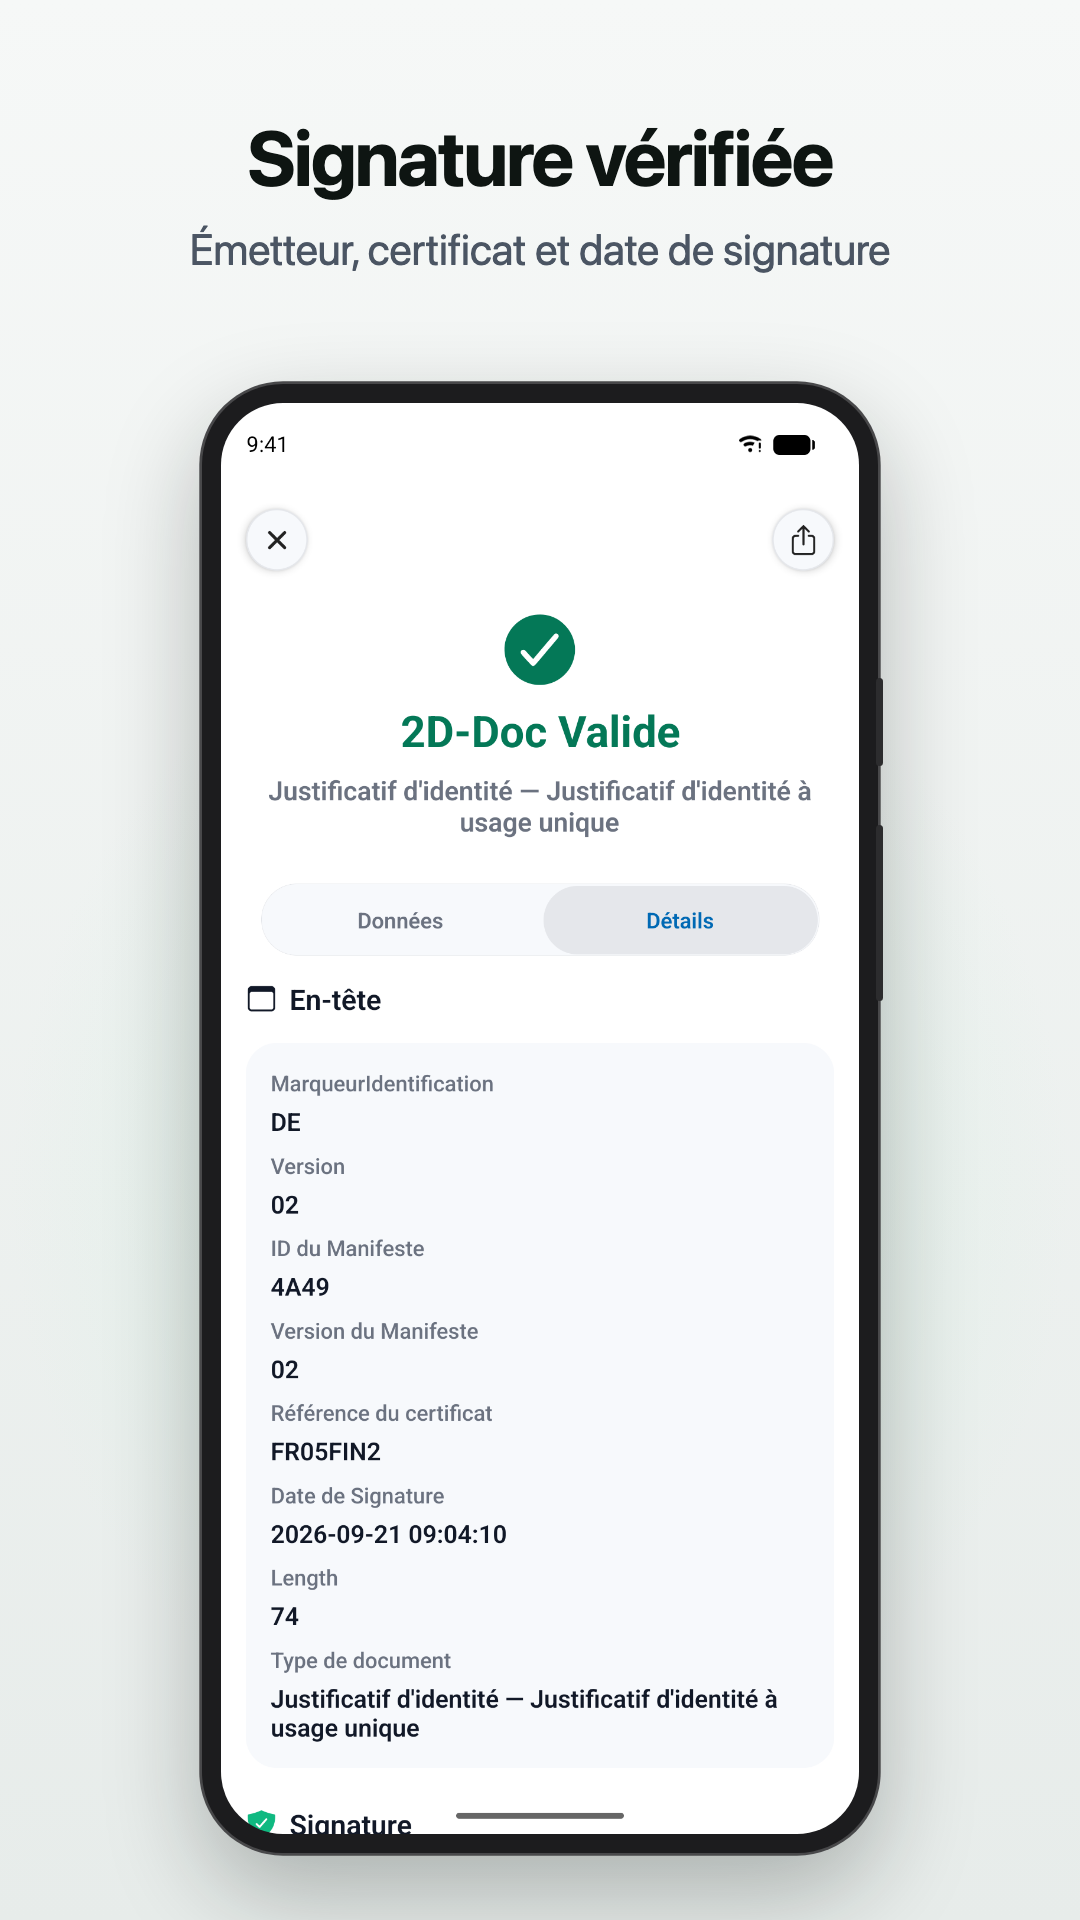 Signature vérifiée
Émetteur, certificat et date de signature
9:41
2D-Doc Valide
Justificatif d'identité — Justificatif d'identité à
usage unique
Données
Détails
En-tête
MarqueurIdentification
DE
Version
02
ID du Manifeste
4A49
Version du Manifeste
02
Référence du certificat
FR05FIN2
Date de Signature
2026-09-21 09:04:10
Length
74
Type de document
Justificatif d'identité — Justificatif d'identité à
usage unique
Signature